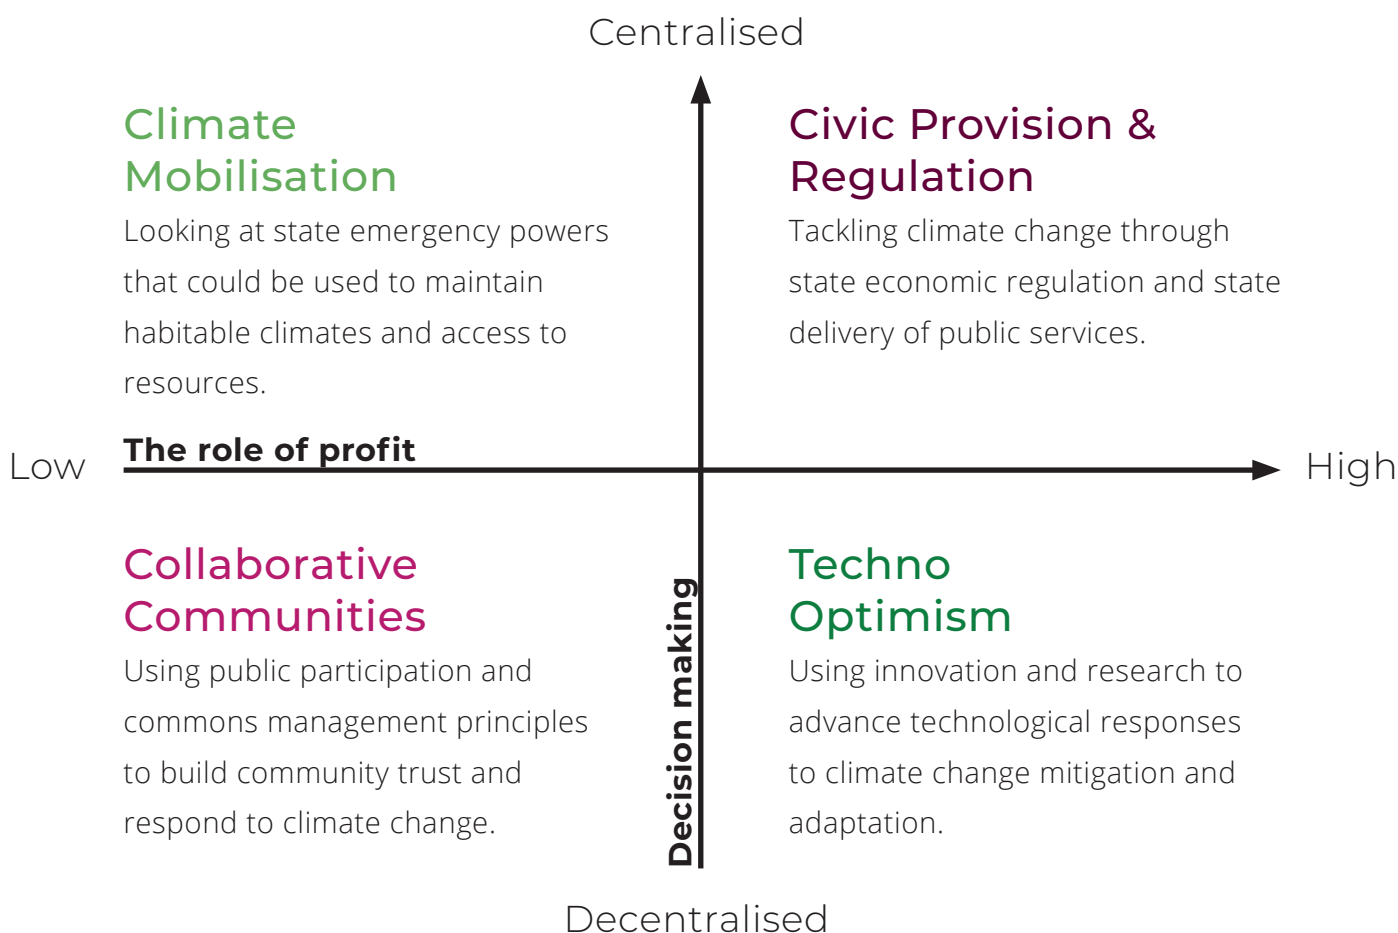 Centralised
Climate
Mobilisation
Looking at state emergency powers
that could be used to maintain
habitable climates and access to
resources.
Civic Provision &
Regulation
Tackling climate change through
state economic regulation and state
delivery of public services.
The role of profit
Low
High
Collaborative
Communities
Using public participation and
commons management principles
to build community trust and
respond to climate change.
Decision making
Techno
Optimism
Using innovation and research to
advance technological responses
to climate change mitigation and
adaptation.
Decentralised